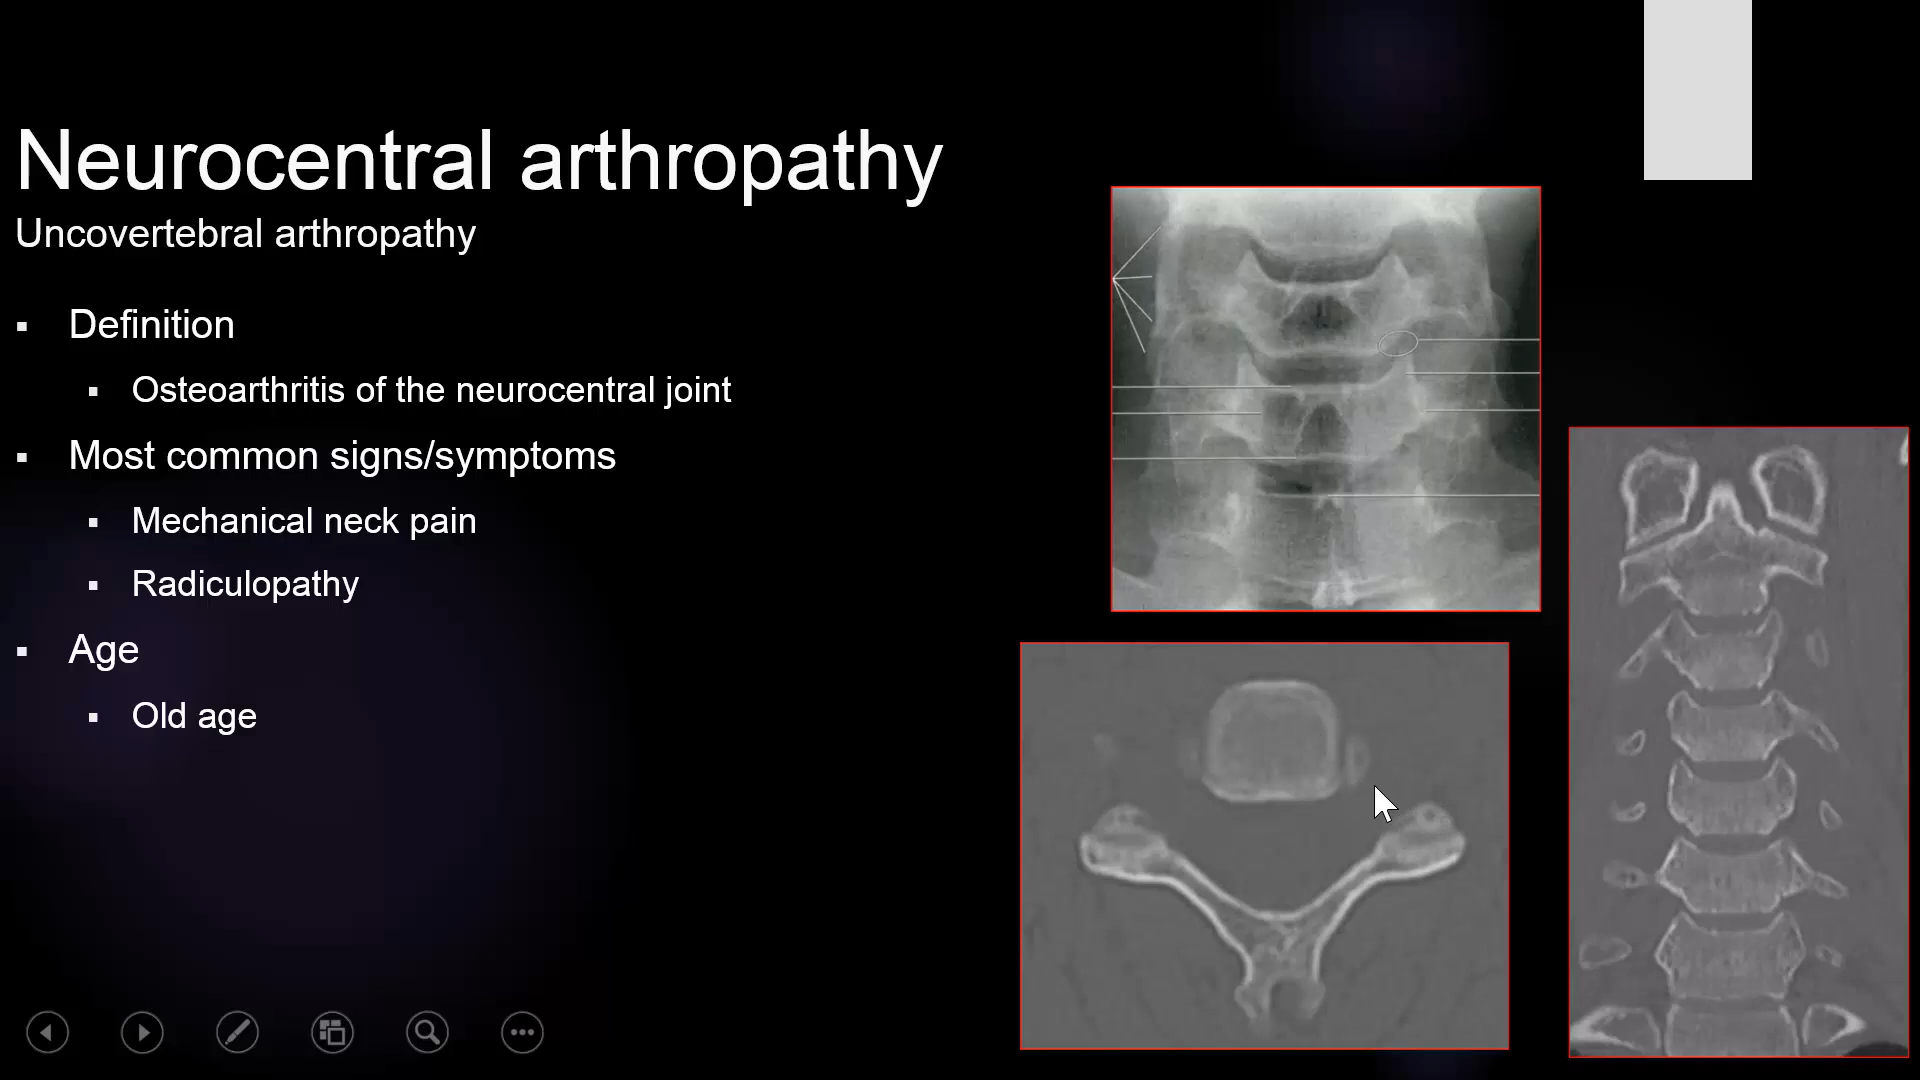 Neurocentral arthropathy
Uncovertebral arthropathy
▪ Definition
▪ Osteoarthritis of the neurocentral joint
▪ Most common signs/symptoms
▪ Mechanical neck pain
▪ Radiculopathy
▪ Age
▪ Old age